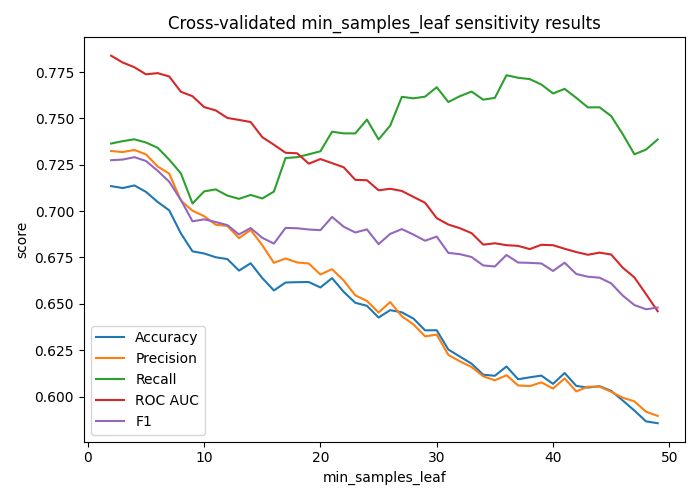 Cross-validated min_samples_leaf sensitivity results
score
0.775
0.750
0.725
0.700
0.675
0.650
0.625
0.600
Accuracy
Precision
Recall
ROC AUC
F1
0 10 20 30 40 50
min_samples_leaf